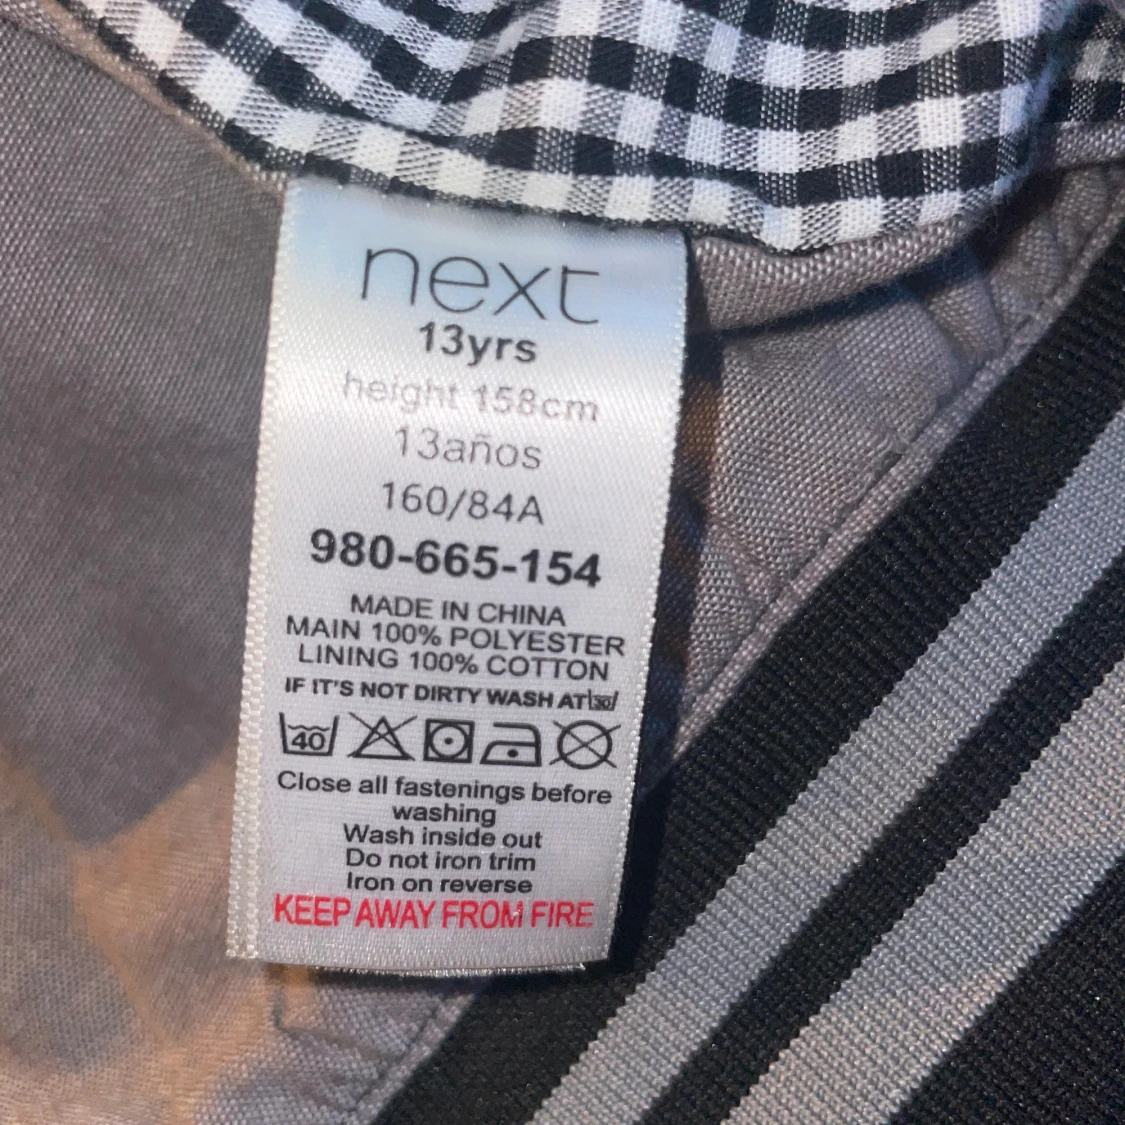 next
13yrs
height 158cm
13años
160/84A
980-665-154
MADE IN CHINA
MAIN 100% POLYESTER
LINING 100% COTTON
IF IT'S NOT DIRTY WASH AT 30
40
Close all fastenings before
washing
Wash inside out
Do not iron trim
Iron on reverse
KEEP AWAY FROM FIRE